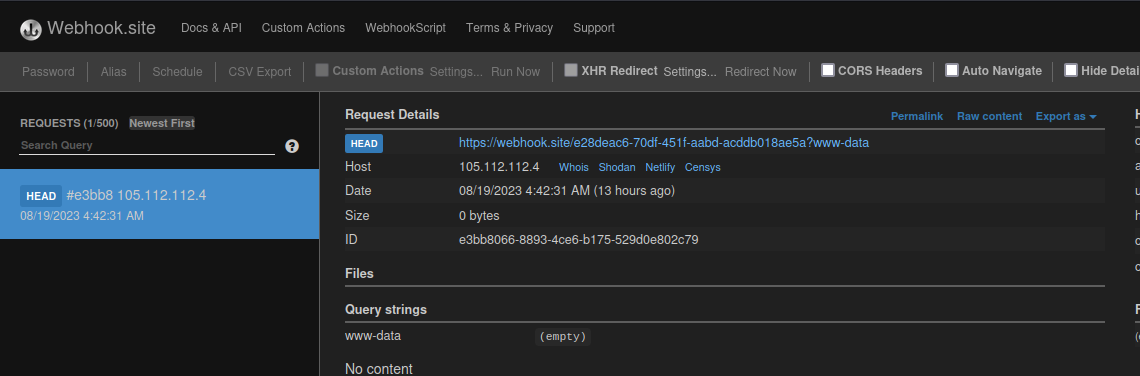 Webhook.site Docs & API Custom Actions WebhookScript Terms & Privacy Support
Password Alias Schedule CSV Export Custom Actions Settings... Run Now XHR Redirect Settings... Redirect Now CORS Headers Auto Navigate Hide Detai
REQUESTS (1/500) Newest First
Search Query
HEAD #e3bb8 105.112.112.4
08/19/2023 4:42:31 AM
Request Details Permalink Raw content Export as
HEAD https://webhook.site/e28deac6-70df-451f-aabd-acddb018ae5a?www-data
Host 105.112.112.4 Whois Shodan Netlify Censys
Date 08/19/2023 4:42:31 AM (13 hours ago)
Size 0 bytes
ID e3bb8066-8893-4ce6-b175-529d0e802c79
Files
Query strings
www-data (empty)
No content